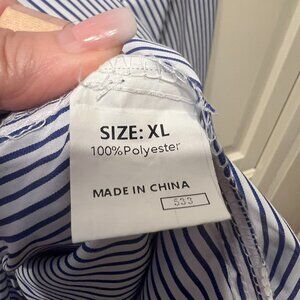 SIZE: XL
100%Polyester
MADE IN CHINA
533